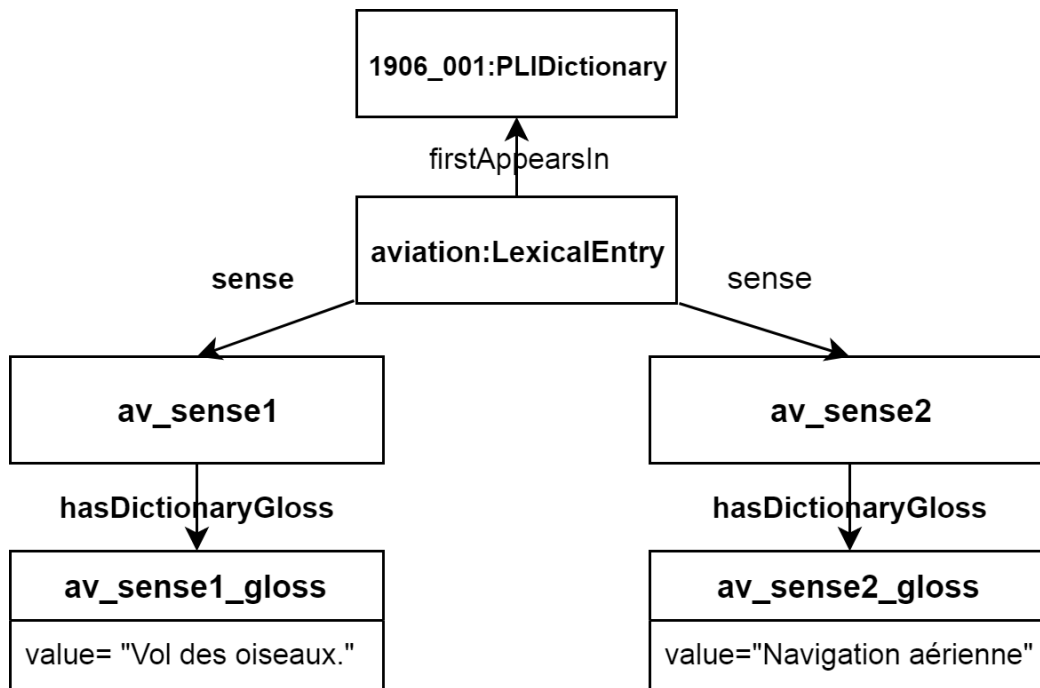 1906_001:PLIDictionary
firstAppearsIn
aviation:LexicalEntry
sense
sense
av_sense1
av_sense2
hasDictionaryGloss
hasDictionaryGloss
av_sense1_gloss
av_sense2_gloss
value= "Vol des oiseaux."
value="Navigation aérienne"